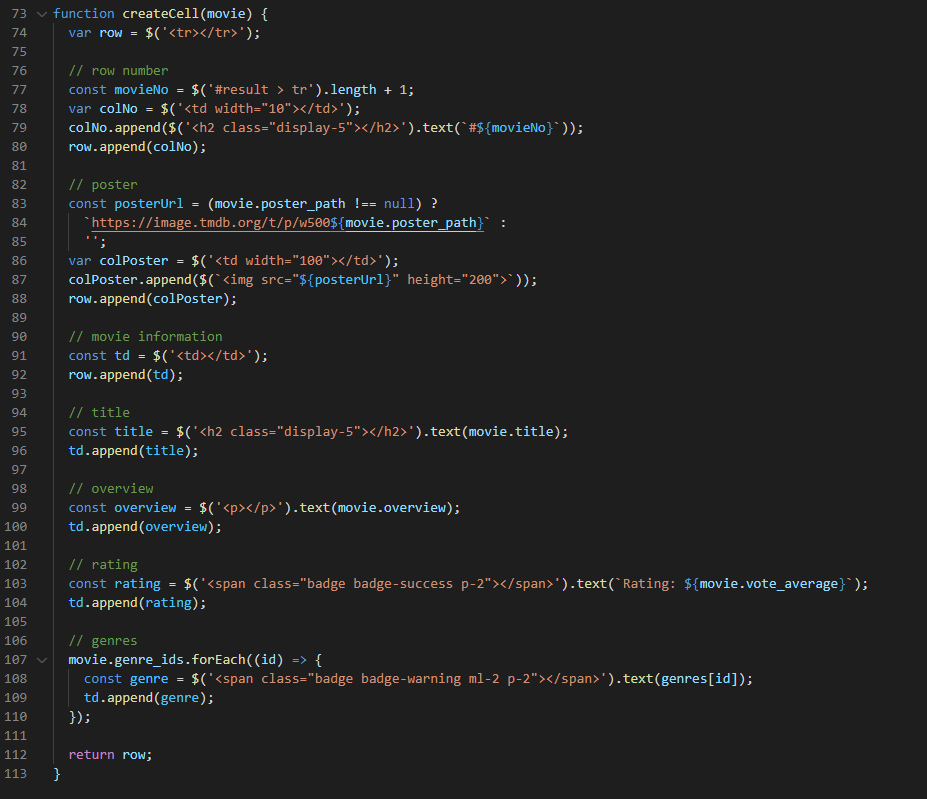 73 function createCell(movie) {
74 var row = $('<tr></tr>');
75
76 // row number
77 const movieNo = $('#result > tr').length + 1;
78 var colNo = $('<td width="10"></td>');
79 colNo.append($('<h2 class="display-5"></h2>').text(`#${movieNo}`));
80 row.append(colNo);
81
82 // poster
83 const posterUrl = (movie.poster_path !== null) ?
84 `https://image.tmdb.org/t/p/w500${movie.poster_path}` :
85 '';
86 var colPoster = $('<td width="100"></td>');
87 colPoster.append($(`<img src="${posterUrl}" height="200">`));
88 row.append(colPoster);
89
90 // movie information
91 const td = $('<td></td>');
92 row.append(td);
93
94 // title
95 const title = $('<h2 class="display-5"></h2>').text(movie.title);
96 td.append(title);
97
98 // overview
99 const overview = $('<p></p>').text(movie.overview);
100 td.append(overview);
101
102 // rating
103 const rating = $('<span class="badge badge-success p-2"></span>').text(`Rating: ${movie.vote_average}`);
104 td.append(rating);
105
106 // genres
107 movie.genre_ids.forEach((id) => {
108 const genre = $('<span class="badge badge-warning ml-2 p-2"></span>').text(genres[id]);
109 td.append(genre);
110 });
111
112 return row;
113 }